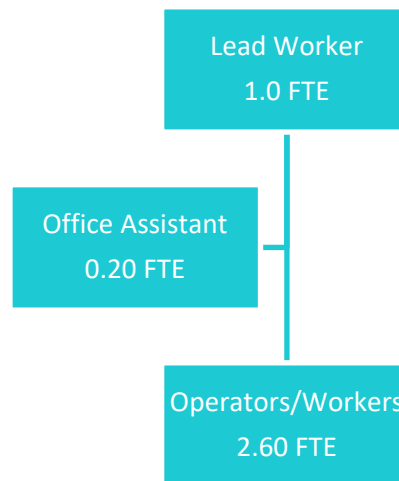 Lead Worker
1.0 FTE
Office Assistant
0.20 FTE
Operators/Workers
2.60 FTE